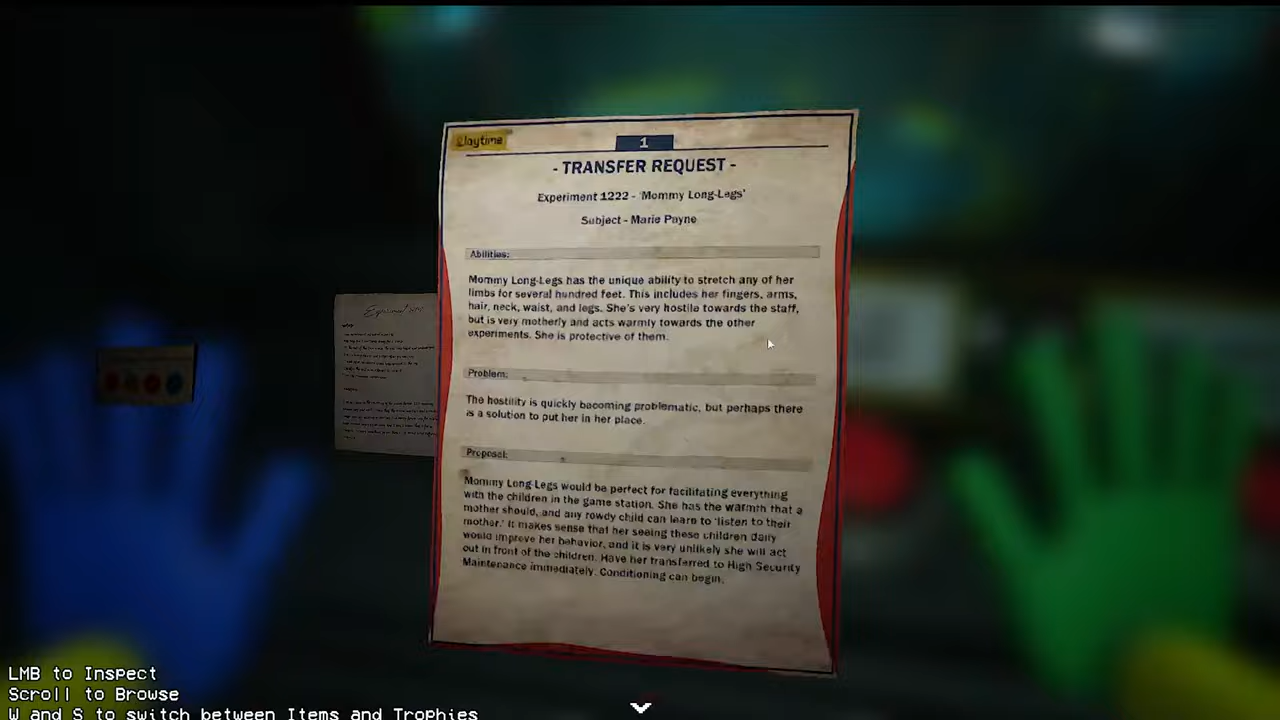 Playtime
1
- TRANSFER REQUEST -
Experiment 1222 - 'Mommy Long-Legs'
Subject - Marie Payne
Abilities:
Mommy Long-Legs has the unique ability to stretch any of her
limbs for several hundred feet. This includes her fingers, arms,
hair, neck, waist, and legs. She's very hostile towards the staff,
but is very motherly and acts warmly towards the other
experiments. She is protective of them.
Problem:
The hostility is quickly becoming problematic, but perhaps there
is a solution to put her in her place.
Proposal:
Mommy Long-Legs would be perfect for facilitating everything
with the children in the game station. She has the warmth that a
mother should, and any rowdy child can learn to 'listen to their
mother.' It makes sense that her seeing these children daily
would improve her behavior, and it is very unlikely she will act
out in front of the children. Have her transferred to High Security
Maintenance immediately. Conditioning can begin.
LMB to Inspect
Scroll to Browse
W and S to switch between Items and Trophies